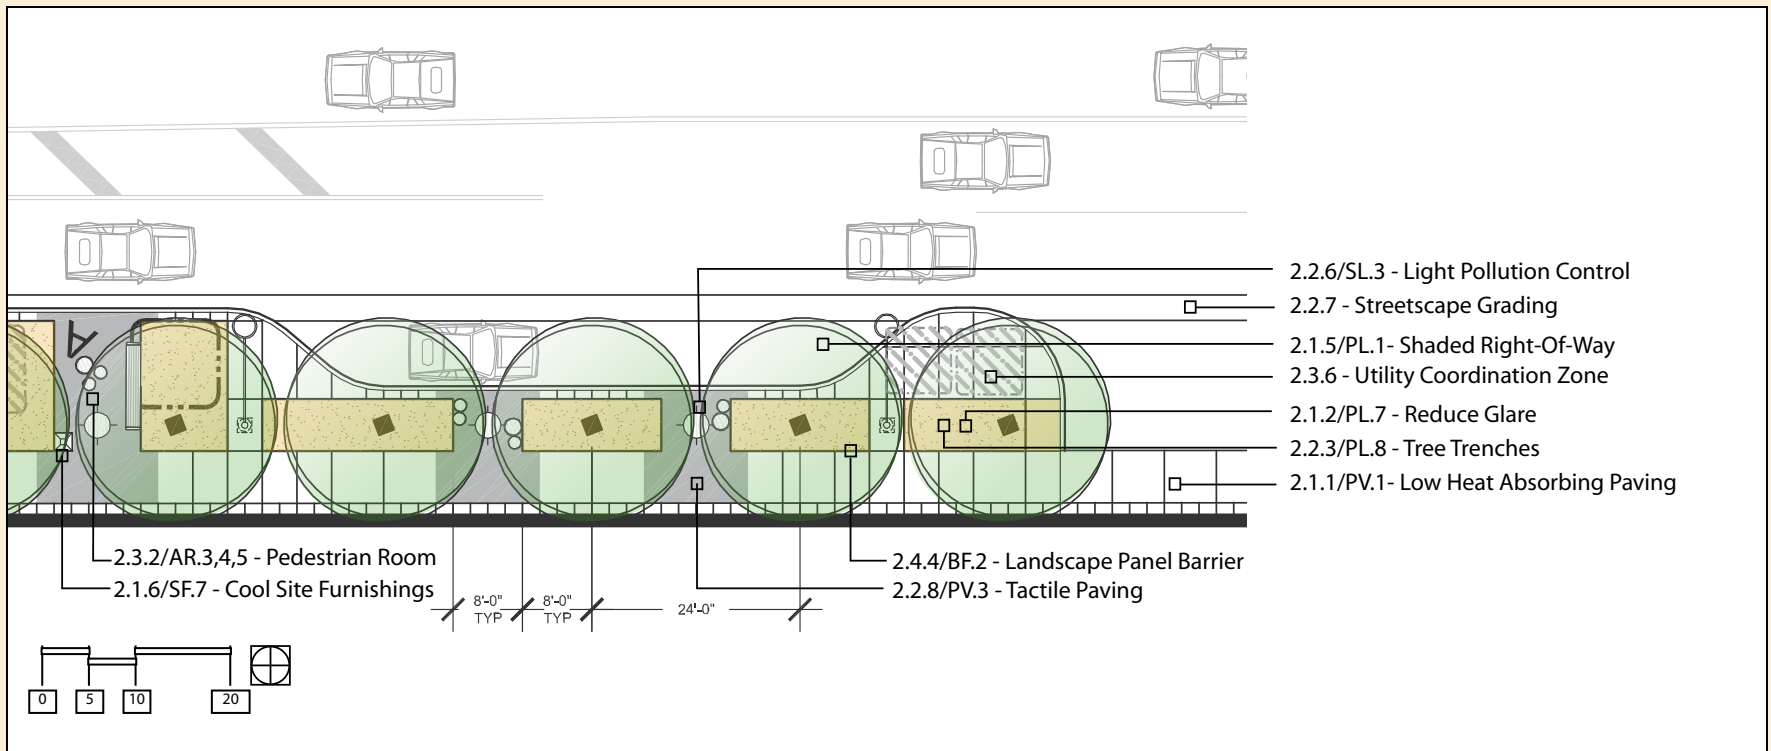 2.2.6/SL.3 - Light Pollution Control
2.2.7 - Streetscape Grading
2.1.5/PL.1- Shaded Right-Of-Way
2.3.6 - Utility Coordination Zone
2.1.2/PL.7 - Reduce Glare
2.2.3/PL.8 - Tree Trenches
2.1.1/PV.1- Low Heat Absorbing Paving
A
2.3.2/AR.3,4,5 - Pedestrian Room
2.1.6/SF.7 - Cool Site Furnishings
2.4.4/BF.2 - Landscape Panel Barrier
2.2.8/PV.3 - Tactile Paving
8'-0"
TYP
8'-0"
TYP
24'-0"
0 5 10 20